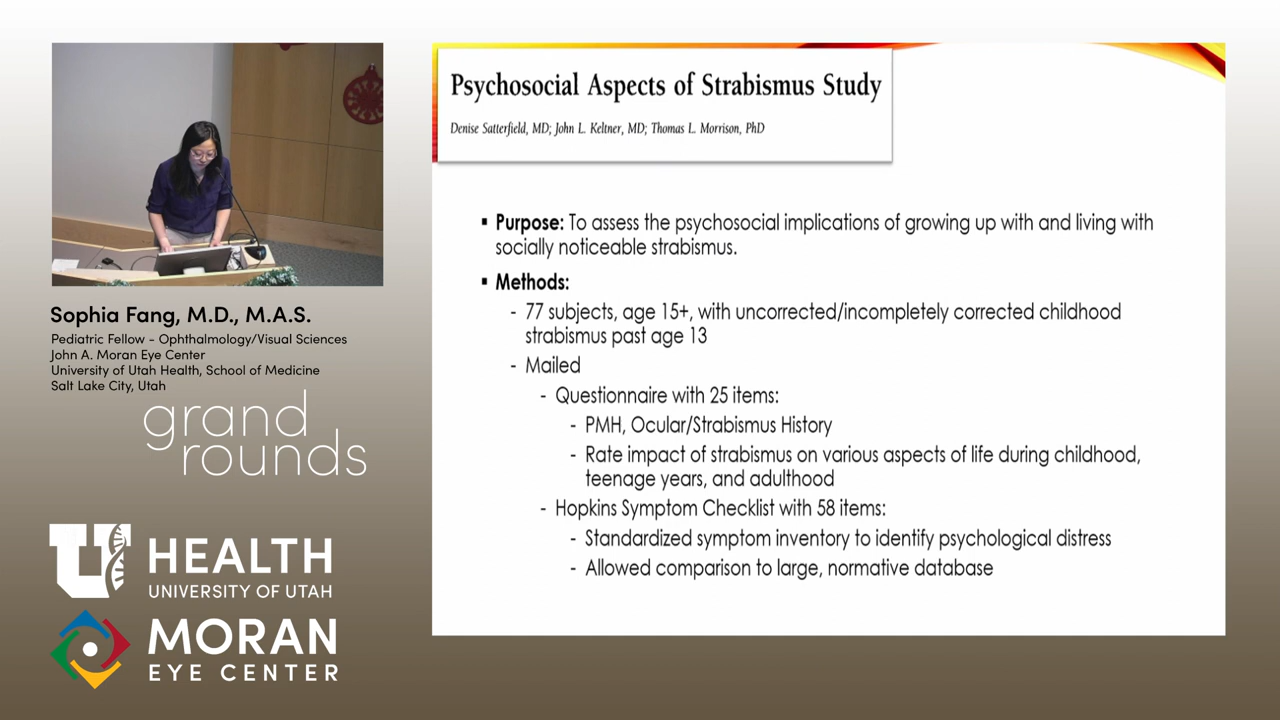 Psychosocial Aspects of Strabismus Study
Denise Satterfield, MD; John L. Keltner, MD; Thomas L. Morrison, PhD
▪ Purpose: To assess the psychosocial implications of growing up with and living with
socially noticeable strabismus.
▪ Methods:
- 77 subjects, age 15+, with uncorrected/incompletely corrected childhood
strabismus past age 13
- Mailed
- Questionnaire with 25 items:
- PMH, Ocular/Strabismus History
- Rate impact of strabismus on various aspects of life during childhood,
teenage years, and adulthood
- Hopkins Symptom Checklist with 58 items:
- Standardized symptom inventory to identify psychological distress
- Allowed comparison to large, normative database
Sophia Fang, M.D., M.A.S.
Pediatric Fellow - Ophthalmology/Visual Sciences
John A. Moran Eye Center
University of Utah Health, School of Medicine
Salt Lake City, Utah
grand
rounds
U HEALTH
UNIVERSITY OF UTAH
MORAN
EYE CENTER